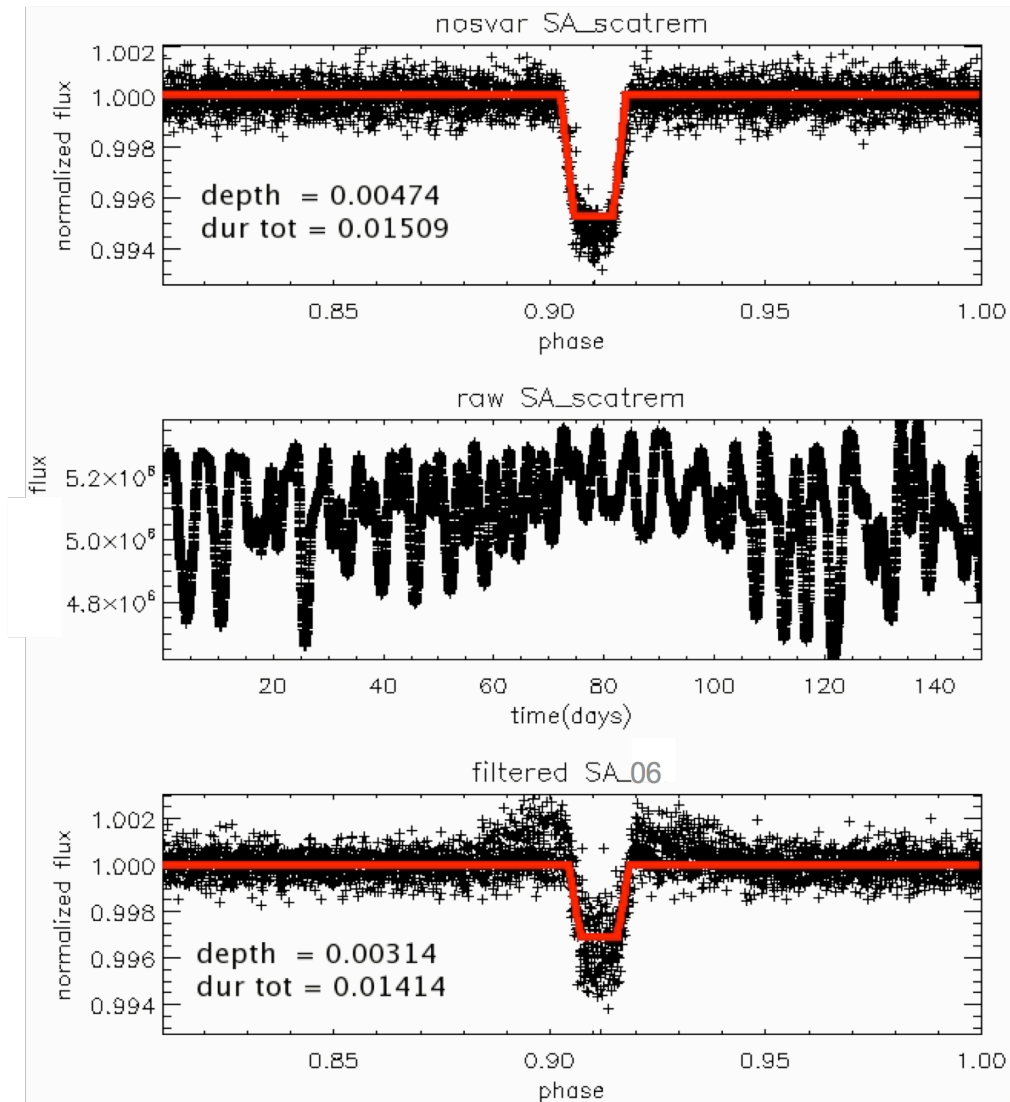 nosvar SA_scatrem
normalized flux
1.002
1.000
0.998
0.996
0.994
depth = 0.00474
dur tot = 0.01509
0.85 0.90 0.95 1.00
phase
raw SA_scatrem
flux
5.2×10⁶
5.0×10⁶
4.8×10⁶
20 40 60 80 100 120 140
time(days)
filtered SA_06
normalized flux
1.002
1.000
0.998
0.996
0.994
depth = 0.00314
dur tot = 0.01414
0.85 0.90 0.95 1.00
phase